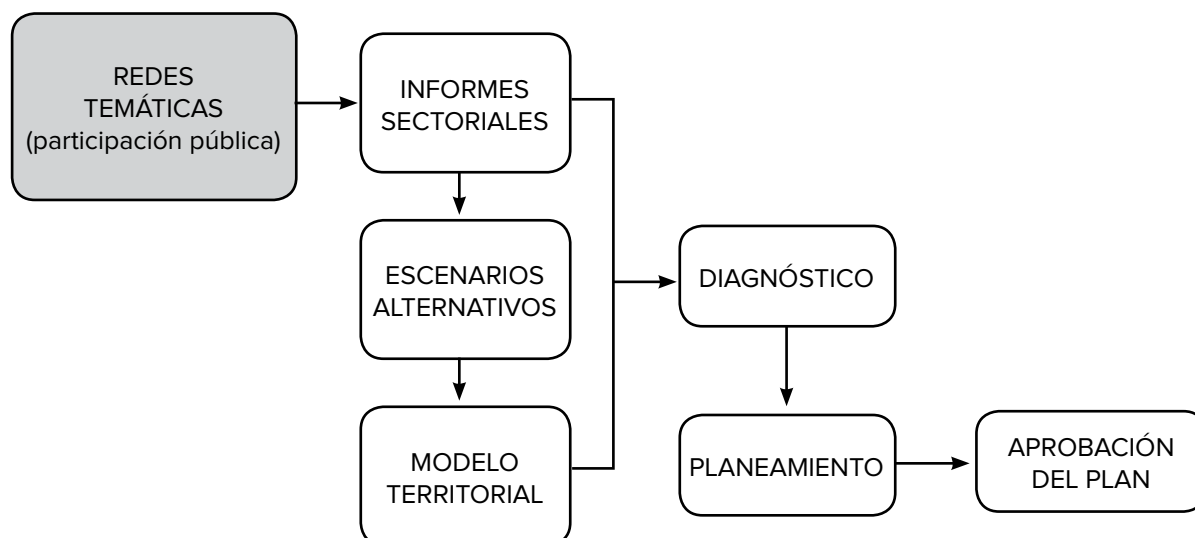 REDES
TEMÁTICAS
(participación pública)
INFORMES
SECTORIALES
ESCENARIOS
ALTERNATIVOS
MODELO
TERRITORIAL
DIAGNÓSTICO
PLANEAMIENTO
APROBACIÓN
DEL PLAN